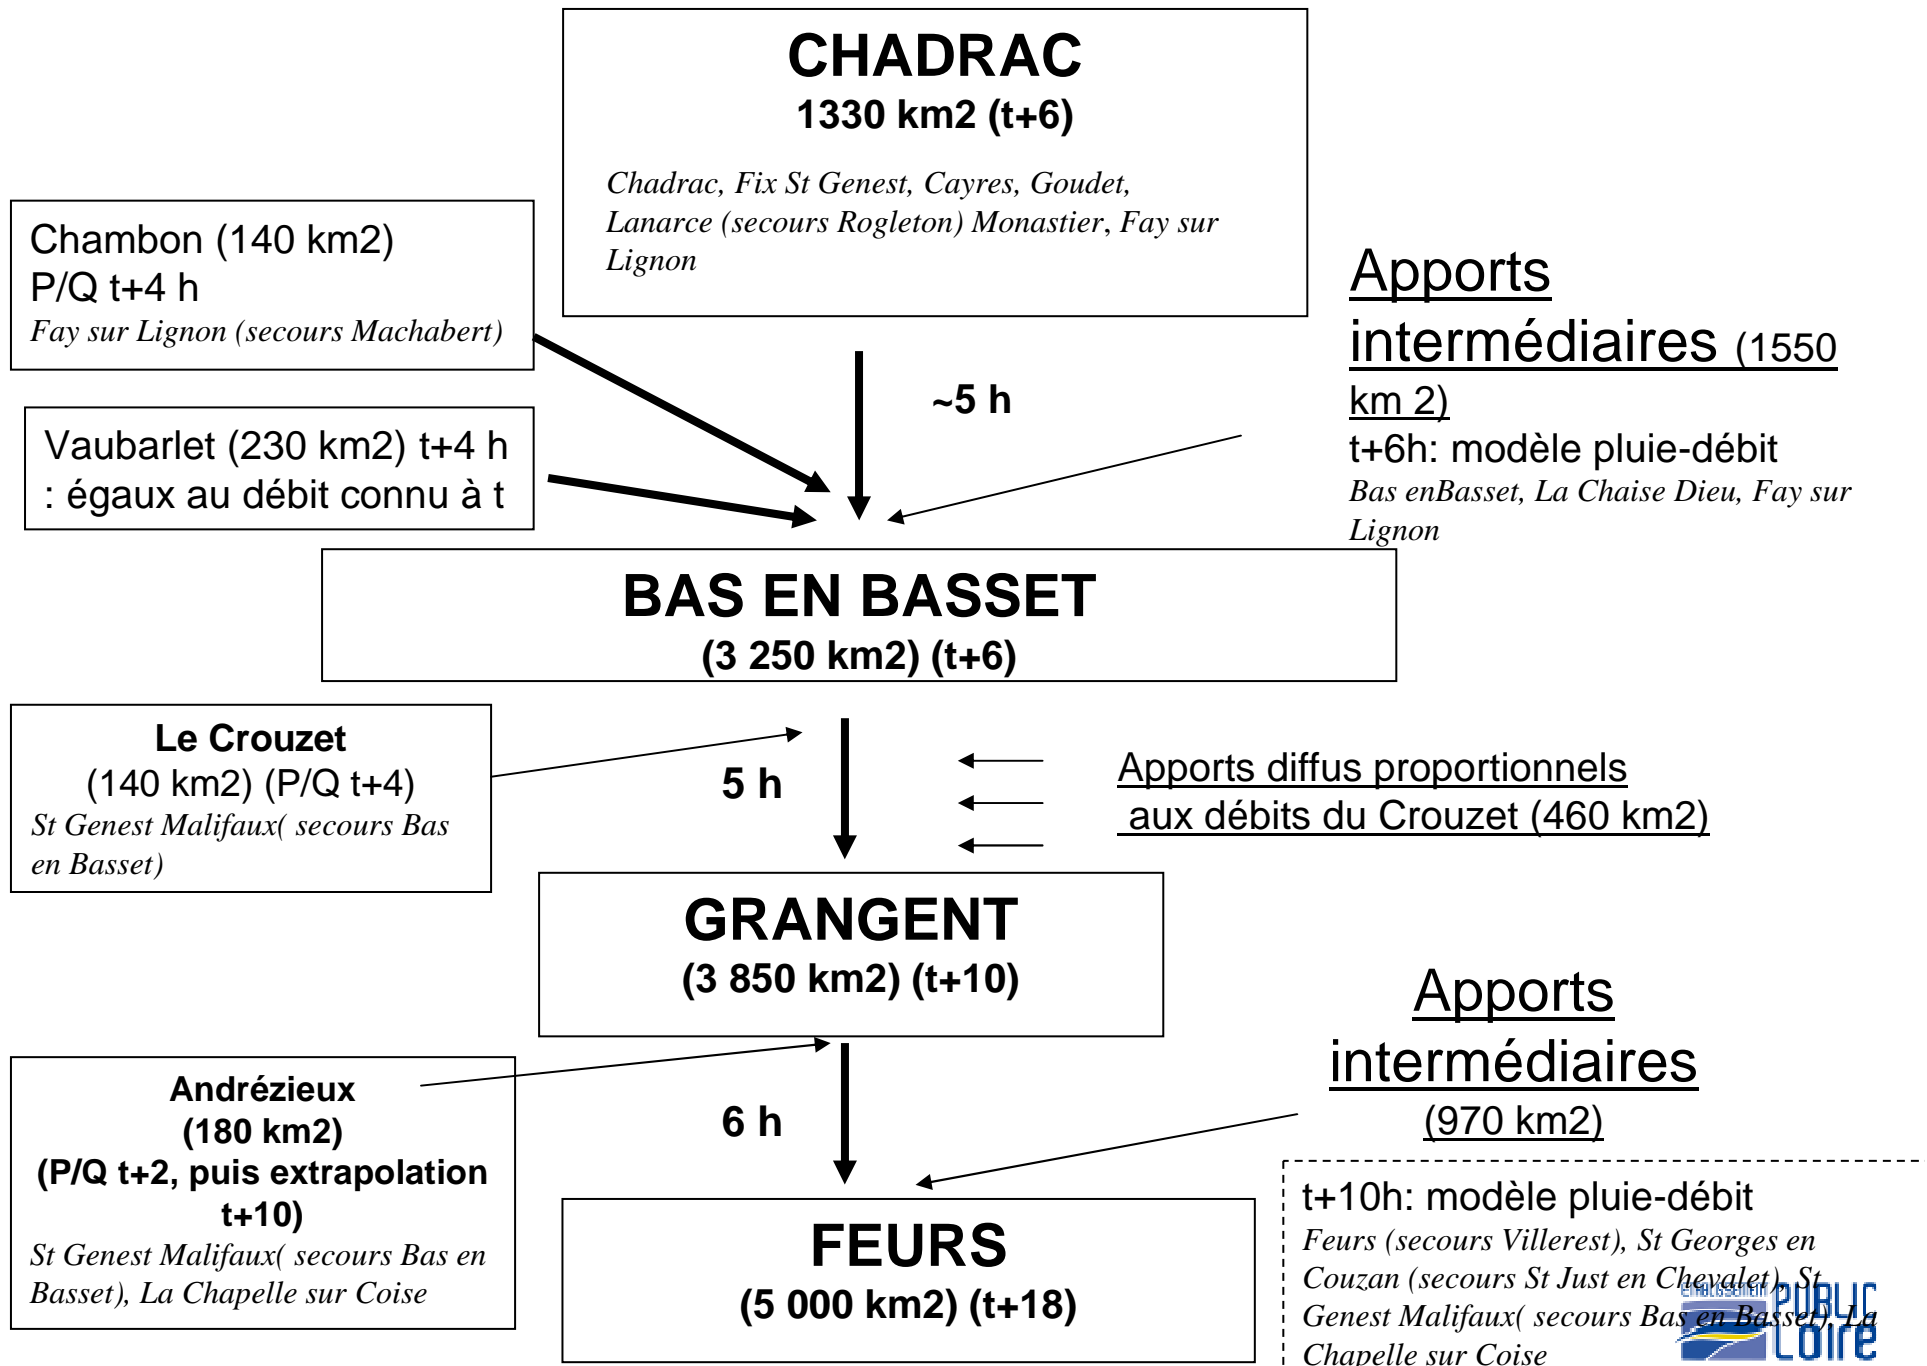 CHADRAC
1330 km2 (t+6)
Chadrac, Fix St Genest, Cayres, Goudet,
Lanarce (secours Rogleton) Monastier, Fay sur
Lignon
Chambon (140 km2)
P/Q t+4 h
Fay sur Lignon (secours Machabert)
Vaubarlet (230 km2) t+4 h
: égaux au débit connu à t
~5 h
Apports
intermédiaires (1550
km 2)
t+6h: modèle pluie-débit
Bas enBasset, La Chaise Dieu, Fay sur
Lignon
BAS EN BASSET
(3 250 km2) (t+6)
Le Crouzet
(140 km2) (P/Q t+4)
St Genest Malifaux( secours Bas
en Basset)
5 h
Apports diffus proportionnels
aux débits du Crouzet (460 km2)
GRANGENT
(3 850 km2) (t+10)
Andrézieux
(180 km2)
(P/Q t+2, puis extrapolation
t+10)
St Genest Malifaux( secours Bas en
Basset), La Chapelle sur Coise
6 h
Apports
intermédiaires
(970 km2)
t+10h: modèle pluie-débit
Feurs (secours Villerest), St Georges en
Couzan (secours St Just en Chevalet), St
Genest Malifaux( secours Bas en Basset), La
Chapelle sur Coise
FEURS
(5 000 km2) (t+18)
ETABLISSEMENT
PUBLIC
Loire